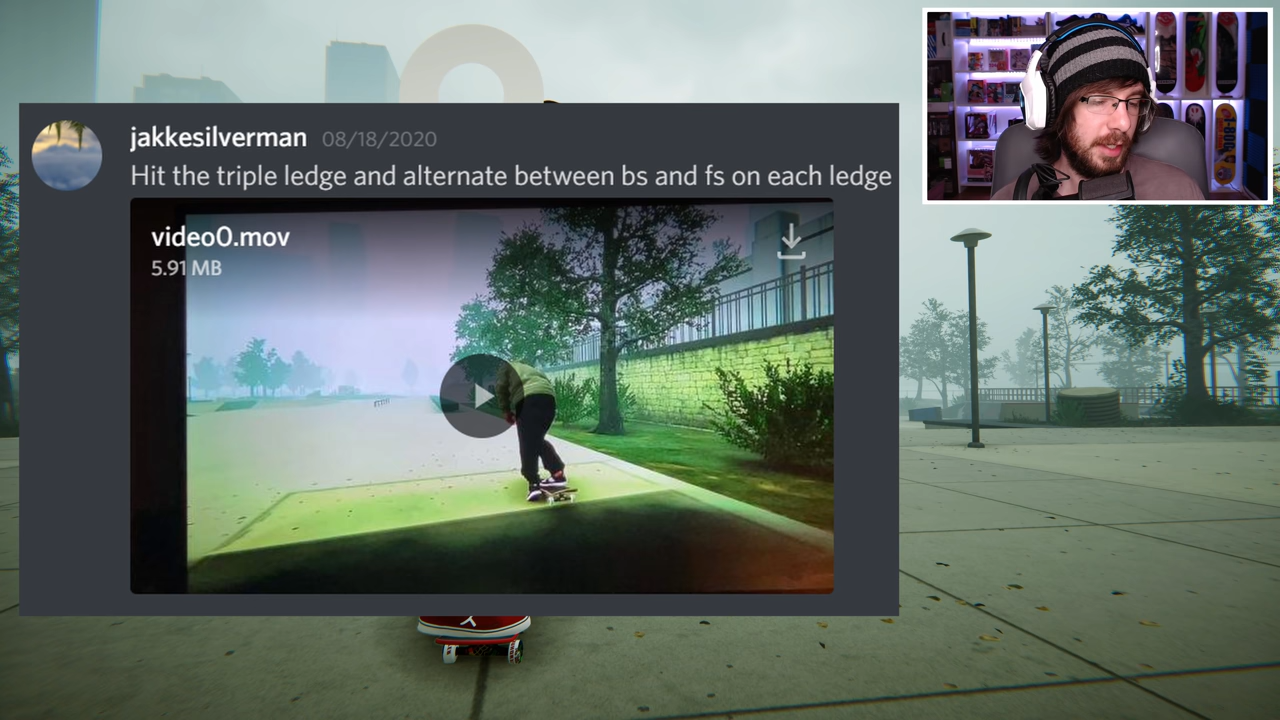 jakkesilverman 08/18/2020
Hit the triple ledge and alternate between bs and fs on each ledge
video0.mov
5.91 MB